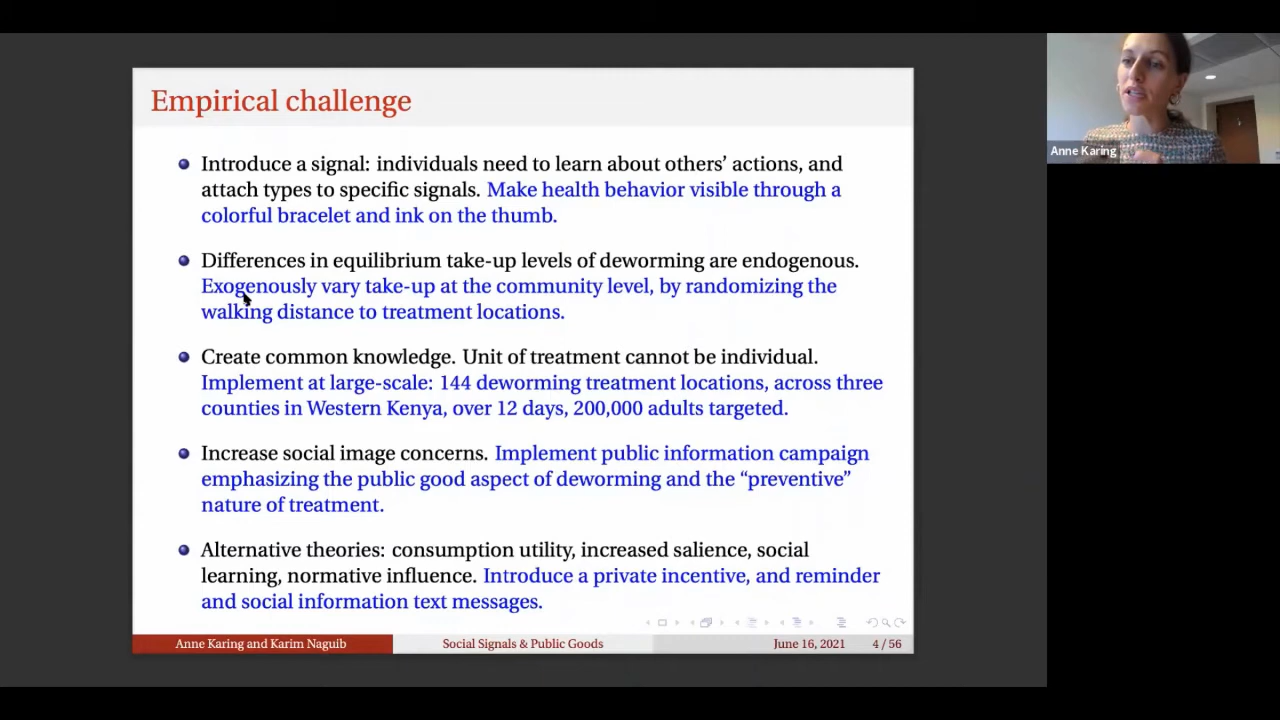 Empirical challenge
Introduce a signal: individuals need to learn about others' actions, and
attach types to specific signals. Make health behavior visible through a
colorful bracelet and ink on the thumb.
Differences in equilibrium take-up levels of deworming are endogenous.
Exogenously vary take-up at the community level, by randomizing the
walking distance to treatment locations.
Create common knowledge. Unit of treatment cannot be individual.
Implement at large-scale: 144 deworming treatment locations, across three
counties in Western Kenya, over 12 days, 200,000 adults targeted.
Increase social image concerns. Implement public information campaign
emphasizing the public good aspect of deworming and the “preventive”
nature of treatment.
Alternative theories: consumption utility, increased salience, social
learning, normative influence. Introduce a private incentive, and reminder
and social information text messages.
Anne Karing and Karim Naguib Social Signals & Public Goods June 16, 2021 4 / 56
Anne Karing